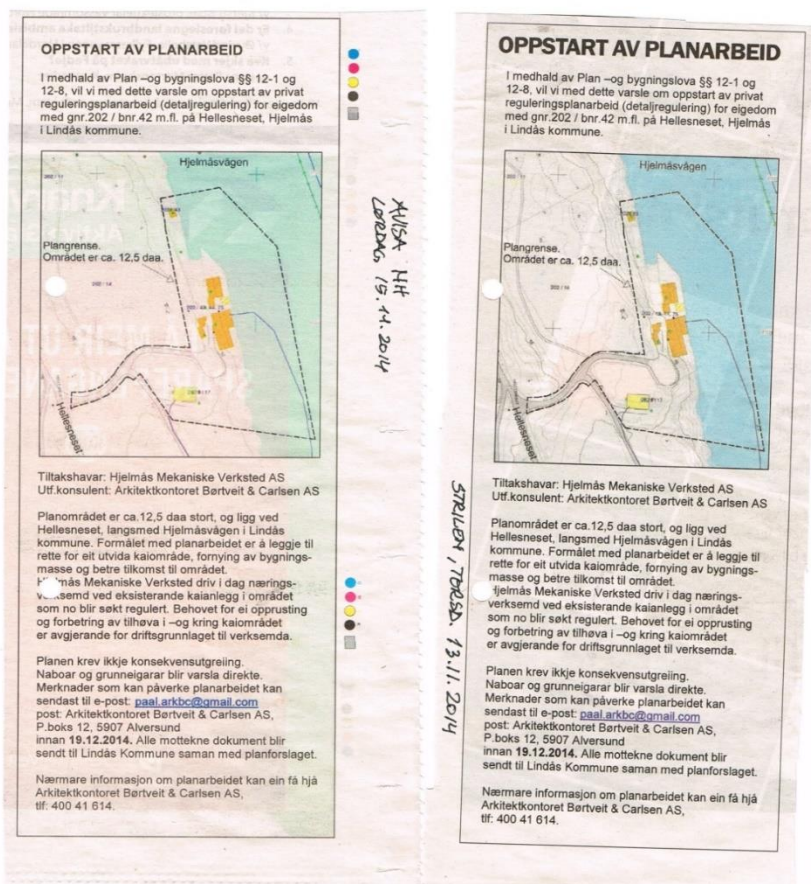 OPPSTART AV PLANARBEID
I medhald av Plan –og bygningslova §§ 12-1 og
12-8, vil vi med dette varsle om oppstart av privat
reguleringsplanarbeid (detaljregulering) for eigedom
med gnr.202 / bnr.42 m.fl. på Hellesneset, Hjelmås
i Lindås kommune.
Hjelmåsvågen
Plangrense.
Området er ca. 12,5 daa.
Hellesneset
Tiltakshavar: Hjelmås Mekaniske Verksted AS
Utf.konsulent: Arkitektkontoret Børtveit & Carlsen AS
Planområdet er ca.12,5 daa stort, og ligg ved
Hellesneset, langsmed Hjelmåsvågen i Lindås
kommune. Formålet med planarbeidet er å leggje til
rette for eit utvida kaiområde, fornying av bygnings-
masse og betre tilkomst til området.
Hjelmås Mekaniske Verksted driv i dag nærings-
verksemd ved eksisterande kaianlegg i området
som no blir søkt regulert. Behovet for ei opprusting
og forbetring av tilhøva i –og kring kaiområdet
er avgjerande for driftsgrunnlaget til verksemda.
Planen krev ikkje konsekvensutgreiing.
Naboar og grunneigarar blir varsla direkte.
Merknader som kan påverke planarbeidet kan
sendast til e-post: paal.arkbc@gmail.com
post: Arkitektkontoret Børtveit & Carlsen AS,
P.boks 12, 5907 Alversund
innan 19.12.2014. Alle mottekne dokument blir
sendt til Lindås Kommune saman med planforslaget.
Nærmare informasjon om planarbeidet kan ein få hjå
Arkitektkontoret Børtveit & Carlsen AS,
tlf: 400 41 614.
AVISA NH
LØRDAG, 15.11.2014
OPPSTART AV PLANARBEID
I medhald av Plan –og bygningslova §§ 12-1 og
12-8, vil vi med dette varsle om oppstart av privat
reguleringsplanarbeid (detaljregulering) for eigedom
med gnr.202 / bnr.42 m.fl. på Hellesneset, Hjelmås
i Lindås kommune.
Hjelmåsvågen
Plangrense.
Området er ca. 12,5 daa.
Hellesneset
Tiltakshavar: Hjelmås Mekaniske Verksted AS
Utf.konsulent: Arkitektkontoret Børtveit & Carlsen AS
Planområdet er ca.12,5 daa stort, og ligg ved
Hellesneset, langsmed Hjelmåsvågen i Lindås
kommune. Formålet med planarbeidet er å leggje til
rette for eit utvida kaiområde, fornying av bygnings-
masse og betre tilkomst til området.
Hjelmås Mekaniske Verksted driv i dag nærings-
verksemd ved eksisterande kaianlegg i området
som no blir søkt regulert. Behovet for ei opprusting
og forbetring av tilhøva i –og kring kaiområdet
er avgjerande for driftsgrunnlaget til verksemda.
Planen krev ikkje konsekvensutgreiing.
Naboar og grunneigarar blir varsla direkte.
Merknader som kan påverke planarbeidet kan
sendast til e-post: paal.arkbc@gmail.com
post: Arkitektkontoret Børtveit & Carlsen AS,
P.boks 12, 5907 Alversund
innan 19.12.2014. Alle mottekne dokument blir
sendt til Lindås Kommune saman med planforslaget.
Nærmare informasjon om planarbeidet kan ein få hjå
Arkitektkontoret Børtveit & Carlsen AS,
tlf: 400 41 614.
STRILEN, TORSD. 13.11.2014